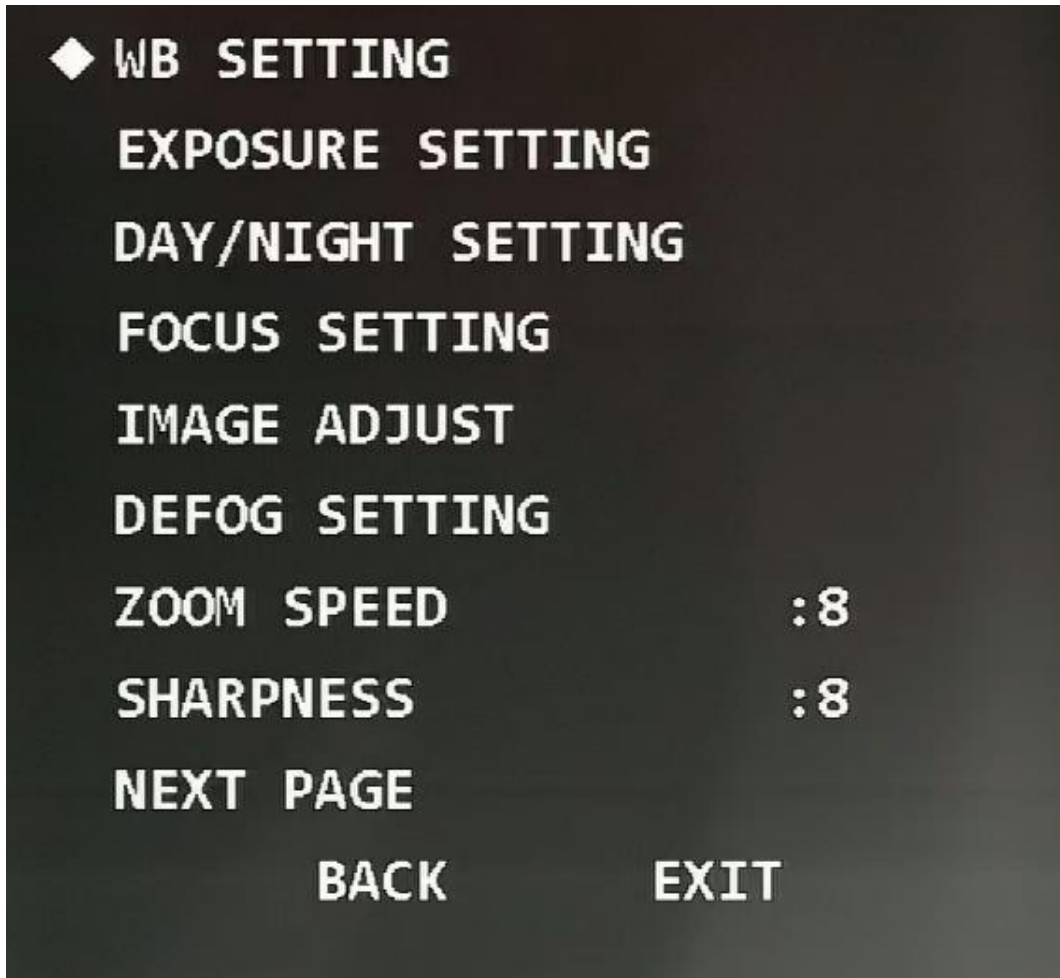 WB SETTING
EXPOSURE SETTING
DAY/NIGHT SETTING
FOCUS SETTING
IMAGE ADJUST
DEFOG SETTING
ZOOM SPEED :8
SHARPNESS :8
NEXT PAGE
BACK EXIT